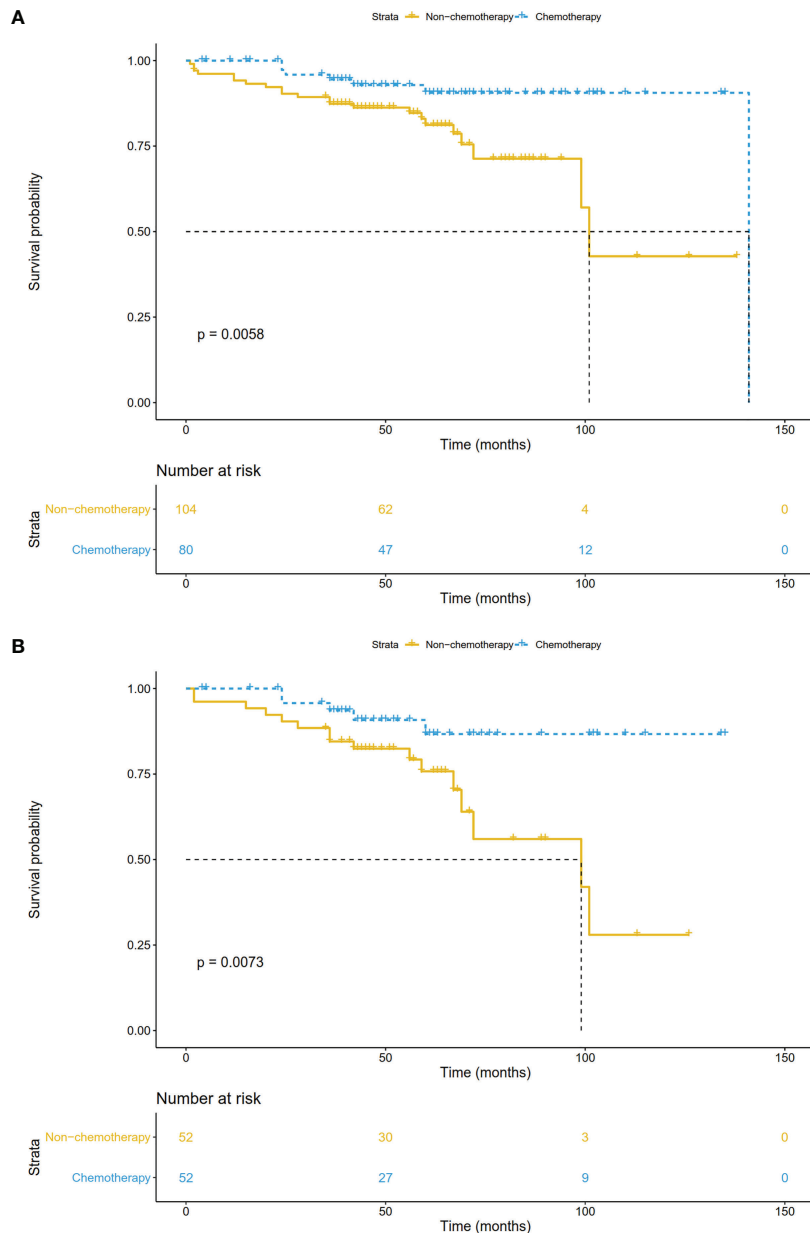 A
Strata Non−chemotherapy Chemotherapy
1.00
0.75
0.50
0.25
0.00
Survival probability
p = 0.0058
0 50 100 150
Time (months)
Number at risk
Strata
Non−chemotherapy 104 62 4 0
Chemotherapy 80 47 12 0
0 50 100 150
Time (months)
B
Strata Non−chemotherapy Chemotherapy
1.00
0.75
0.50
0.25
0.00
Survival probability
p = 0.0073
0 50 100 150
Time (months)
Number at risk
Strata
Non−chemotherapy 52 30 3 0
Chemotherapy 52 27 9 0
0 50 100 150
Time (months)